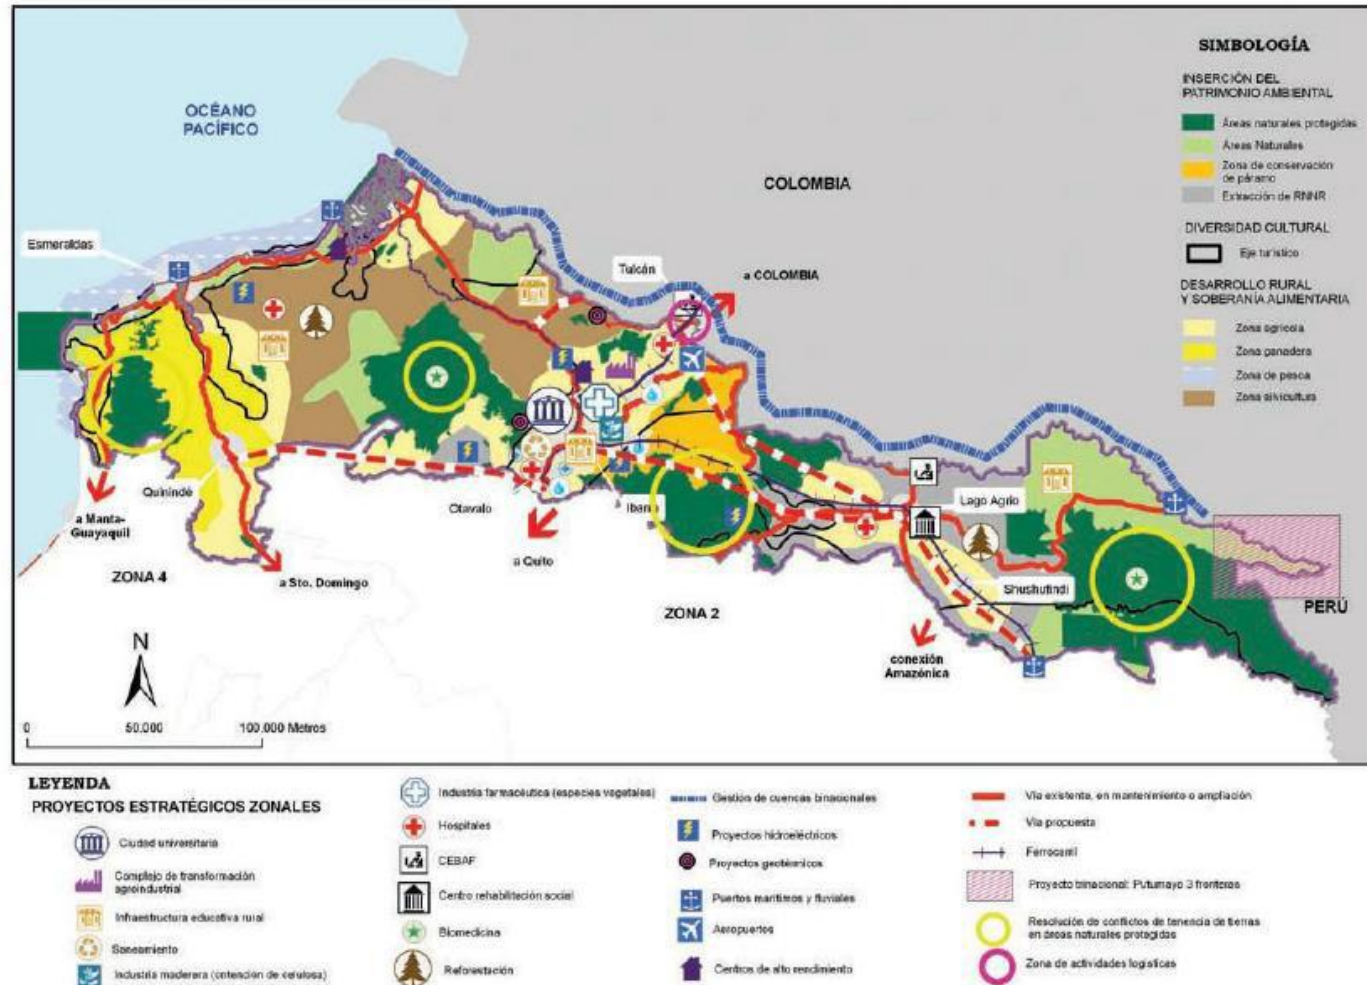 OCÉANO
PACÍFICO
COLOMBIA
Esmeraldas
Tulcán
a COLOMBIA
Quinindé
Otavalo
Ibarra
Lago Agrio
Shushufindi
a Manta-
Guayaquil
a Quito
a Sto. Domingo
ZONA 4
ZONA 2
PERÚ
conexión
Amazónica
N
0 50.000 100.000 Metros
SIMBOLOGÍA
INSERCIÓN DEL
PATRIMONIO AMBIENTAL
Áreas naturales protegidas
Áreas Naturales
Zona de conservación
de páramo
Extracción de RNNR
DIVERSIDAD CULTURAL
Eje turístico
DESARROLLO RURAL
Y SOBERANÍA ALIMENTARIA
Zona agrícola
Zona ganadera
Zona de pesca
Zona silvicultura
LEYENDA
PROYECTOS ESTRATÉGICOS ZONALES
Ciudad universitaria
Complejo de transformación
agroindustrial
Infraestructura educativa rural
Saneamiento
Industria maderera (ontención de celulosa)
Industria farmacéutica (especies vegetales)
Hospitales
CEBAF
Centro rehabilitación social
Biomedicina
Reforestación
Gestión de cuencas binacionales
Proyectos hidroeléctricos
Proyectos geotérmicos
Puertos marítimos y fluviales
Aeropuertos
Centros de alto rendimiento
Vía existente, en mantenimiento o ampliación
Vía propuesta
Ferrocarril
Proyecto trinacional: Putumayo 3 fronteras
Resolución de conflictos de tenencia de tierras
en áreas naturales protegidas
Zona de actividades logísticas